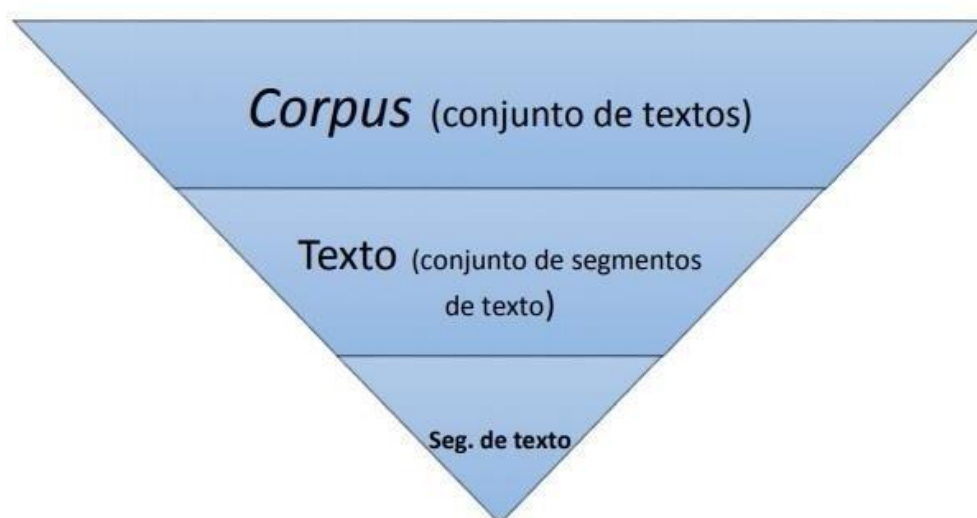 Corpus (conjunto de textos)
Texto (conjunto de segmentos
de texto)
Seg. de texto